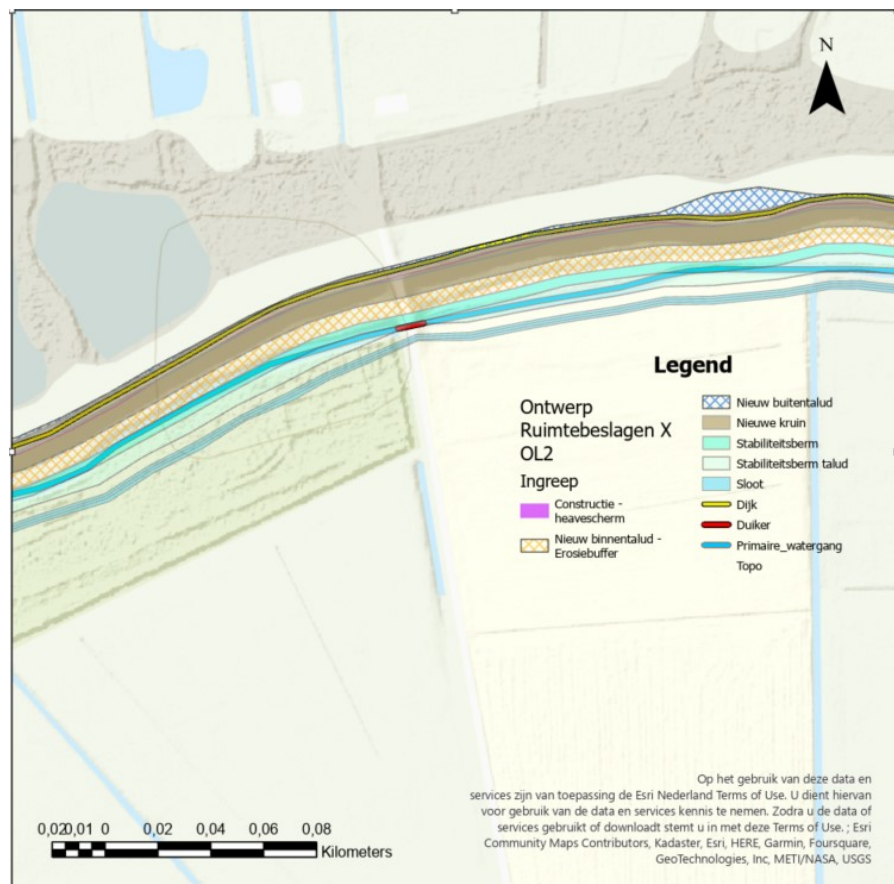 N
Legend
Ontwerp
Ruimtebeslagen X
OL2
Ingreep
Constructie -
heavescherm
Nieuw binnentalud -
Erosiebuffer
Nieuw buitentalud
Nieuwe kruin
Stabiliteitsberm
Stabiliteitsberm talud
Sloot
Dijk
Duiker
Primaire_watergang
Topo
Op het gebruik van deze data en
services zijn van toepassing de Esri Nederland Terms of Use. U dient hiervan
voor gebruik van de data en services kennis te nemen. Zodra u de data of
services gebruikt of downloadt stemt u in met deze Terms of Use. ; Esri
Community Maps Contributors, Kadaster, Esri, HERE, Garmin, Foursquare,
GeoTechnologies, Inc, METI/NASA, USGS
0,020,01 0 0,02 0,04 0,06 0,08
Kilometers